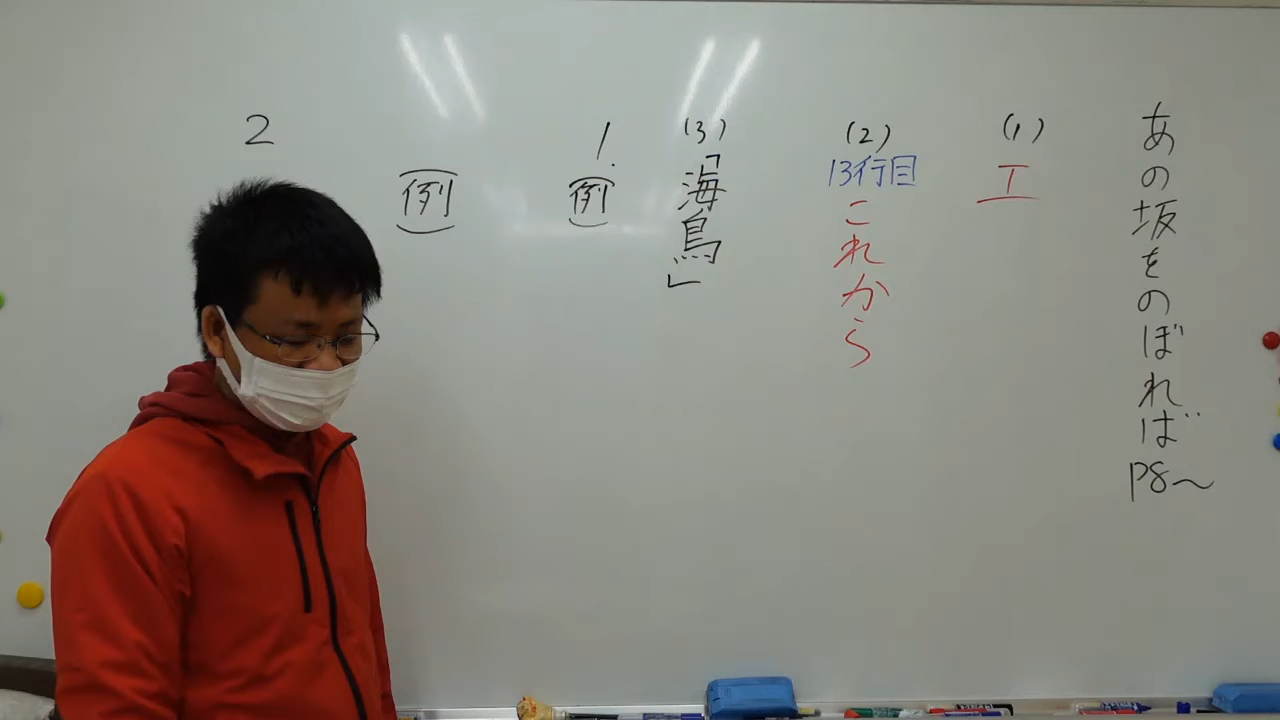 あの坂をのぼれば P8〜
(1)
エ
(2)
13行目
これから
(3)
「海鳥」
1.
(例)
(例)
2